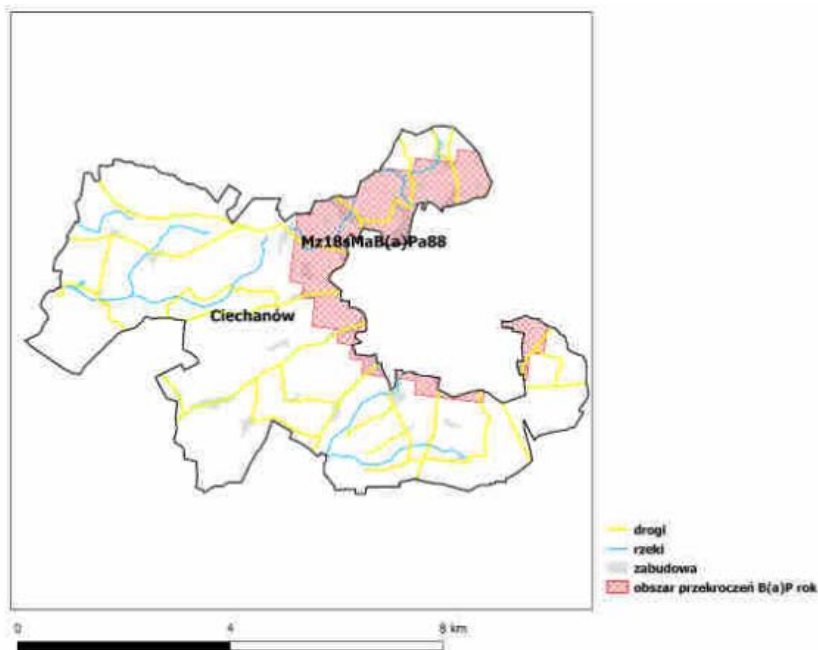 Mz18sMaB(a)Pa88
Ciechanów
drogi
rzeki
zabudowa
obszar przekroczeń B(a)P rok
0 4 8 km